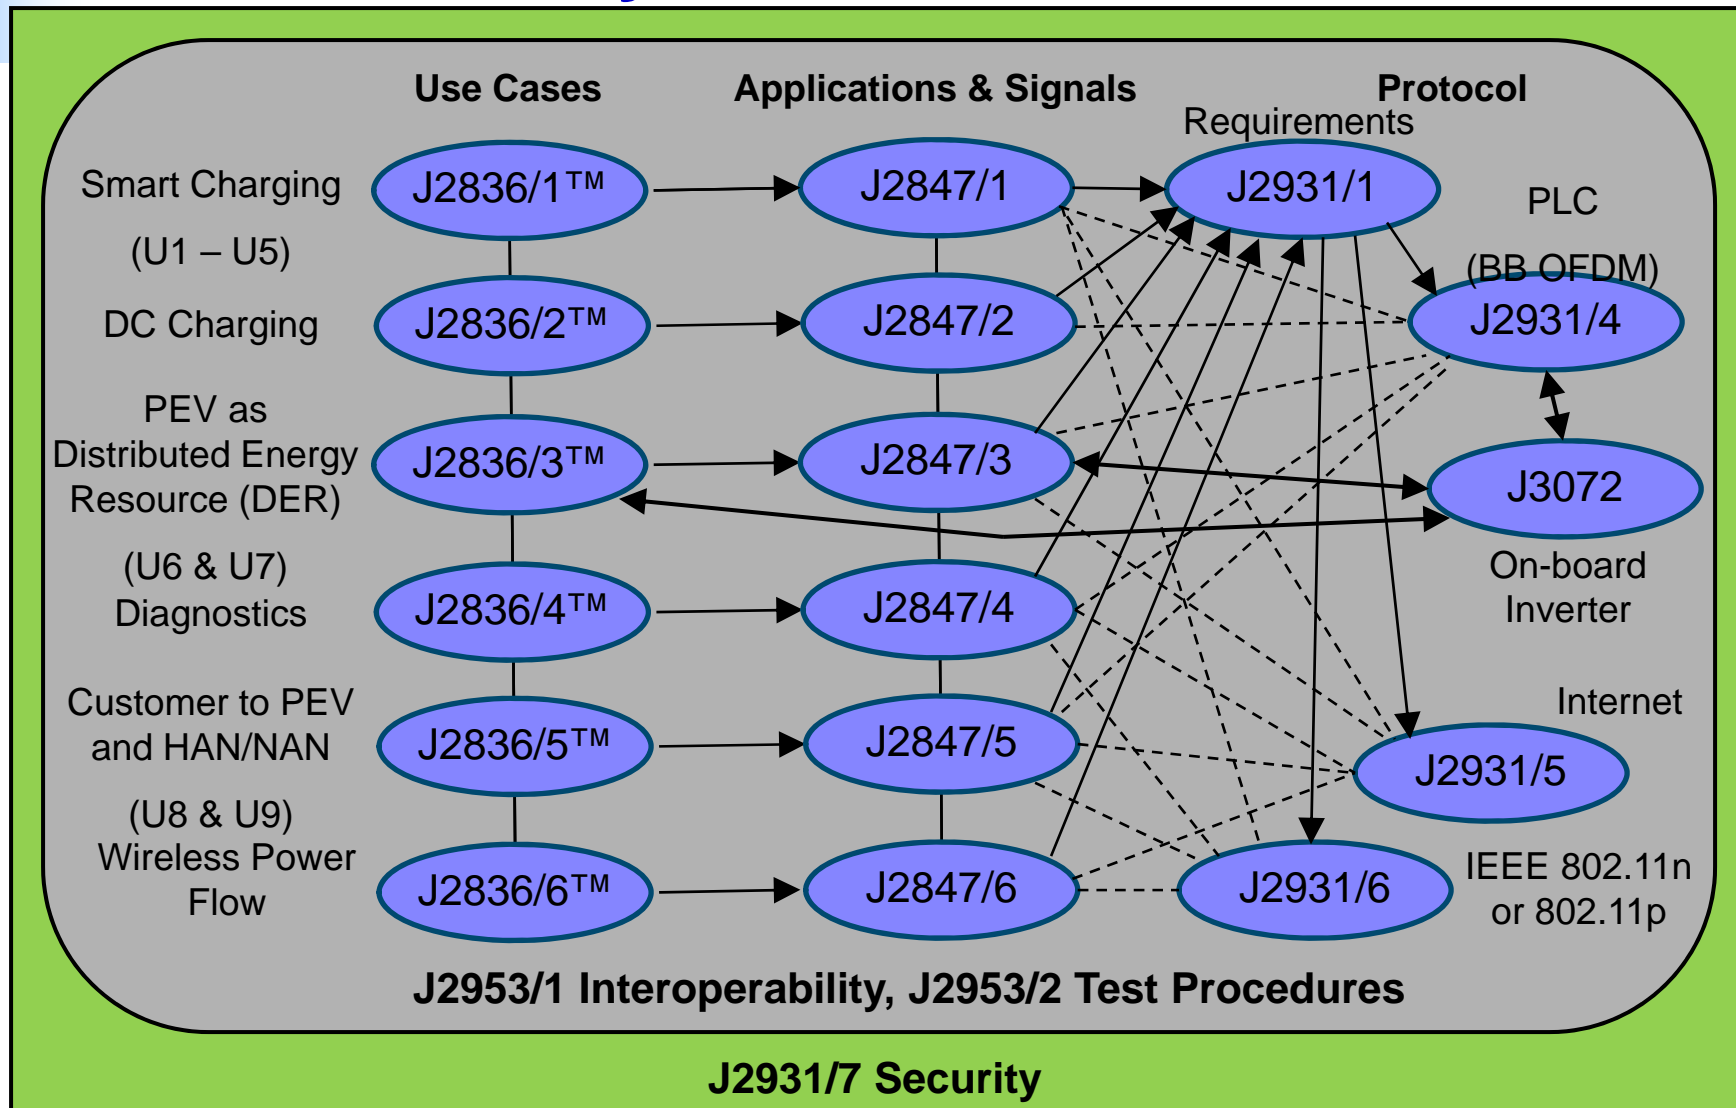 Use Cases
Applications & Signals
Protocol
Requirements
Smart Charging
J2836/1™
J2847/1
J2931/1
PLC
(U1 – U5)
(BB OFDM)
DC Charging
J2836/2™
J2847/2
J2931/4
PEV as
Distributed Energy
Resource (DER)
J2836/3™
J2847/3
J3072
On-board
Inverter
(U6 & U7)
Diagnostics
J2836/4™
J2847/4
Customer to PEV
and HAN/NAN
J2836/5™
J2847/5
Internet
J2931/5
(U8 & U9)
Wireless Power
Flow
J2836/6™
J2847/6
J2931/6
IEEE 802.11n
or 802.11p
J2953/1 Interoperability, J2953/2 Test Procedures
J2931/7 Security